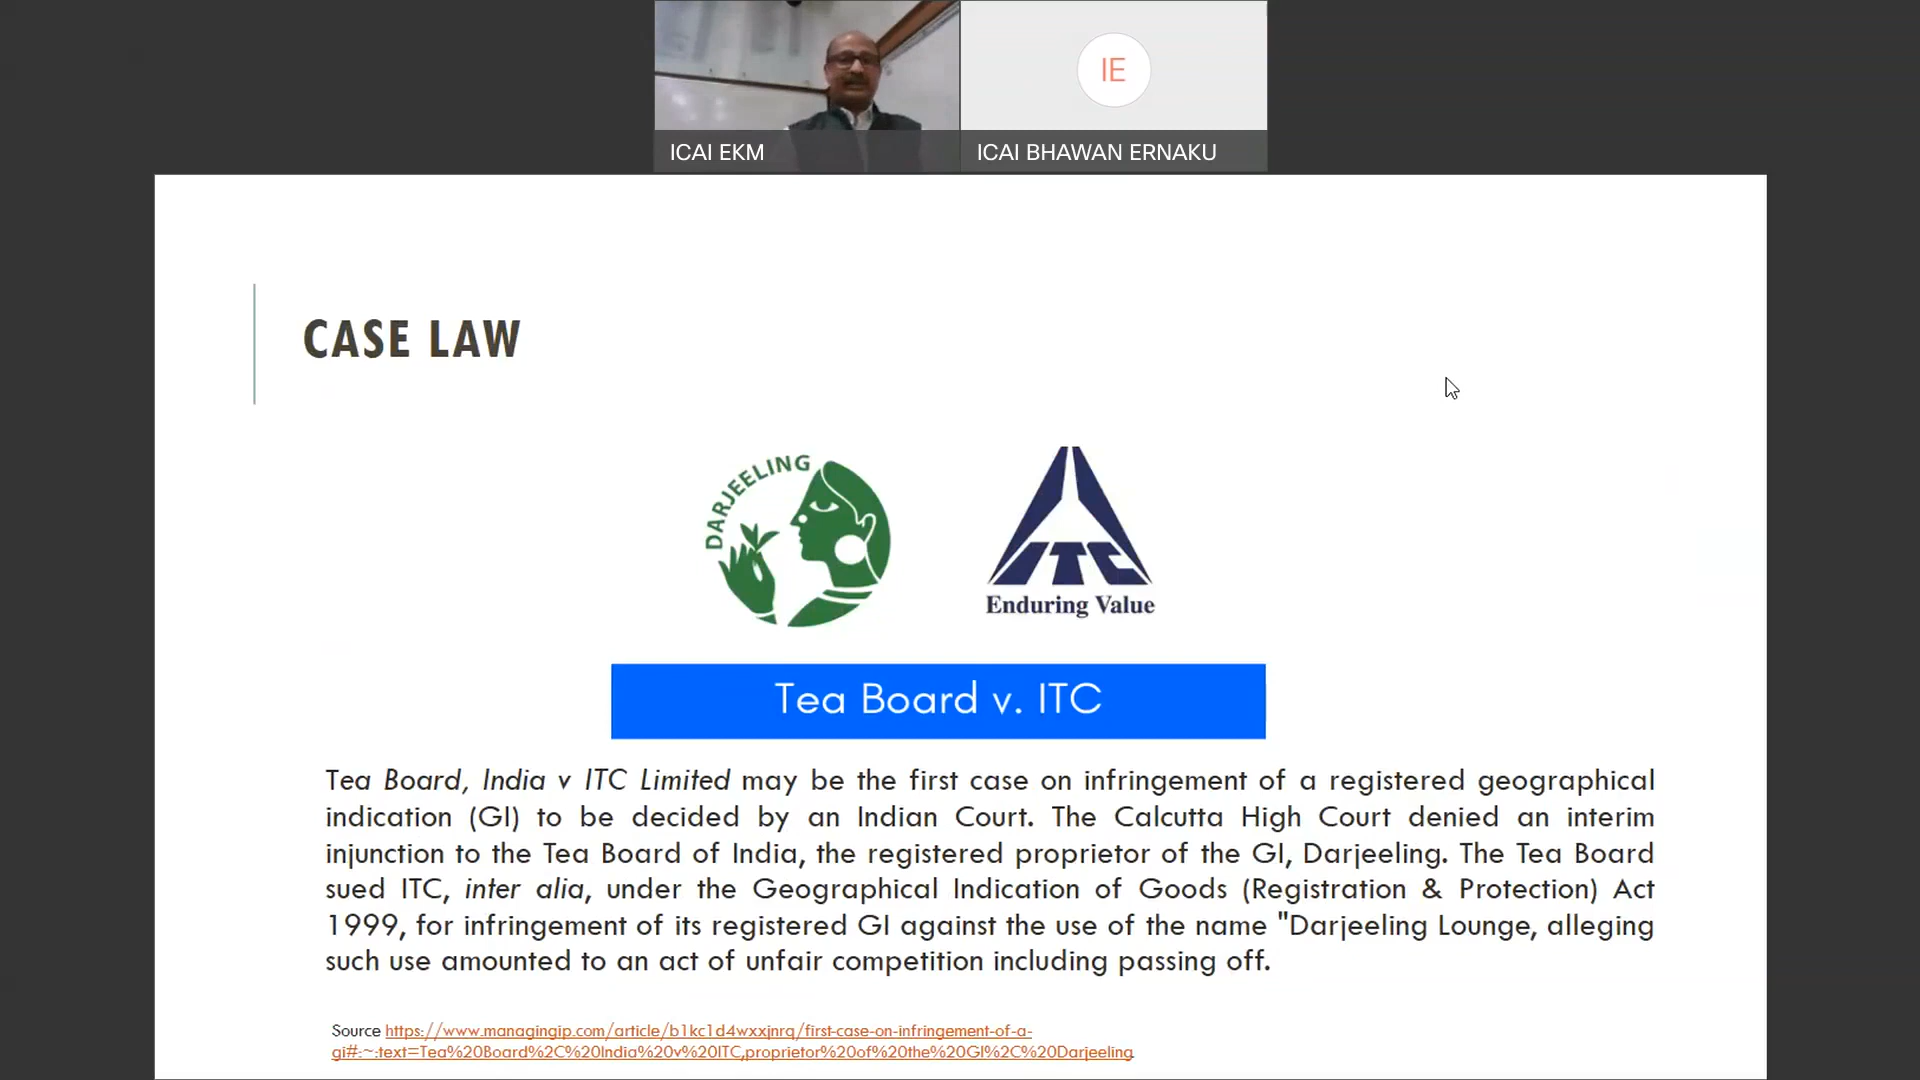 IE
ICAI EKM
ICAI BHAWAN ERNAKU
CASE LAW
DARJEELING
ITC
Enduring Value
Tea Board v. ITC
Tea Board, India v ITC Limited may be the first case on infringement of a registered geographical
indication (GI) to be decided by an Indian Court. The Calcutta High Court denied an interim
injunction to the Tea Board of India, the registered proprietor of the GI, Darjeeling. The Tea Board
sued ITC, inter alia, under the Geographical Indication of Goods (Registration & Protection) Act
1999, for infringement of its registered GI against the use of the name "Darjeeling Lounge, alleging
such use amounted to an act of unfair competition including passing off.
Source https://www.managingip.com/article/b1kc1d4wxxjnrq/first-case-on-infringement-of-a-
gi#:~:text=Tea%20Board%2C%20India%20v%20ITC,proprietor%20of%20the%20GI%2C%20Darjeeling.